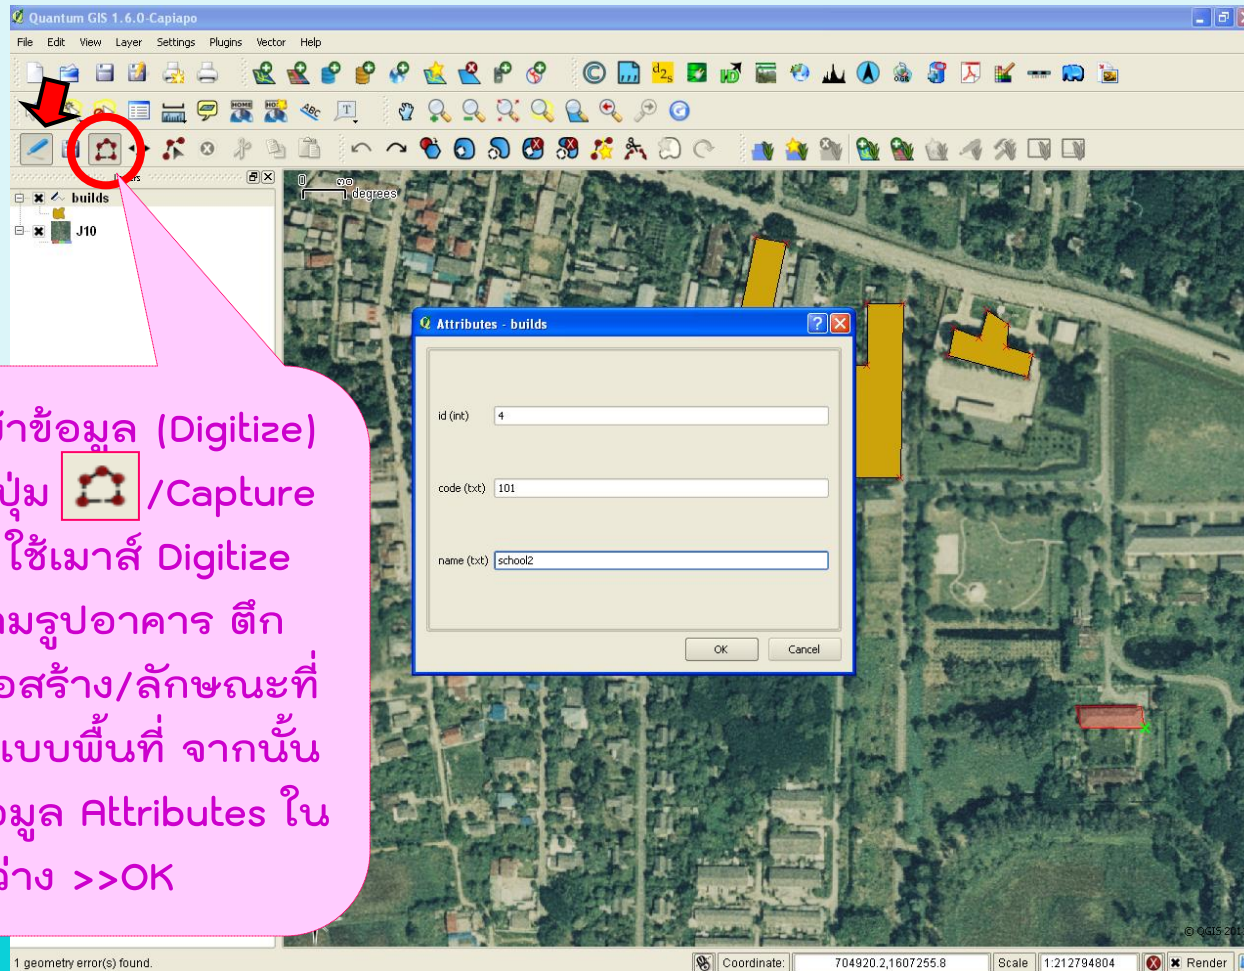 Quantum GIS 1.6.0-Capiapo
File Edit View Layer Settings Plugins Vector Help
builds
J10
0
degrees
Attributes - builds
id (int) 4
code (txt) 101
name (txt) school2
OK Cancel
ข้อมูล (Digitize)
ปุ่ม /Capture
ใช้เมาส์ Digitize
รูปอาคาร ตึก
สร้าง/ลักษณะที่
แบบพื้นที่ จากนั้น
มูล Attributes ใน
ว่าง >>OK
1 geometry error(s) found.
Coordinate: 704920.2,1607255.8 Scale 1:212794804 Render